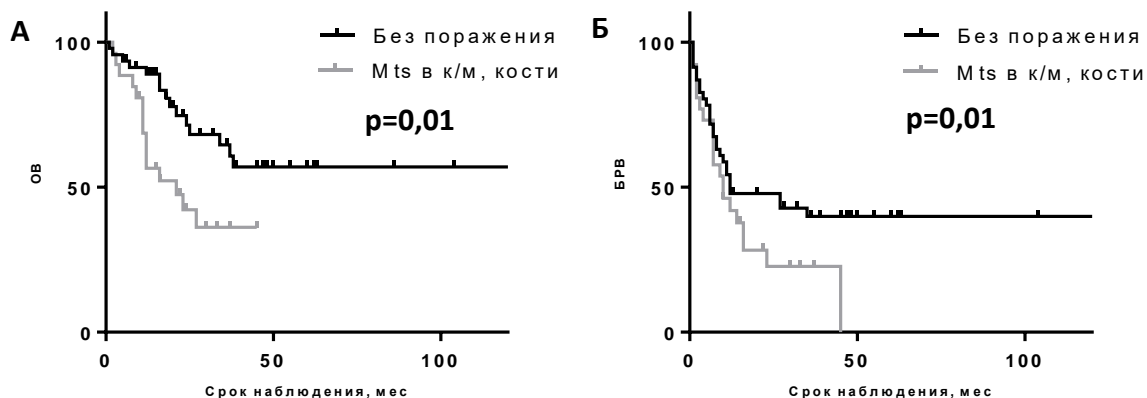 А
100
50
0
ОВ
0
50
100
Срок наблюдения, мес
Без поражения
Mts в к/м, кости
p=0,01
Б
100
50
0
БРВ
0
50
100
Срок наблюдения, мес
Без поражения
Mts в к/м, кости
p=0,01